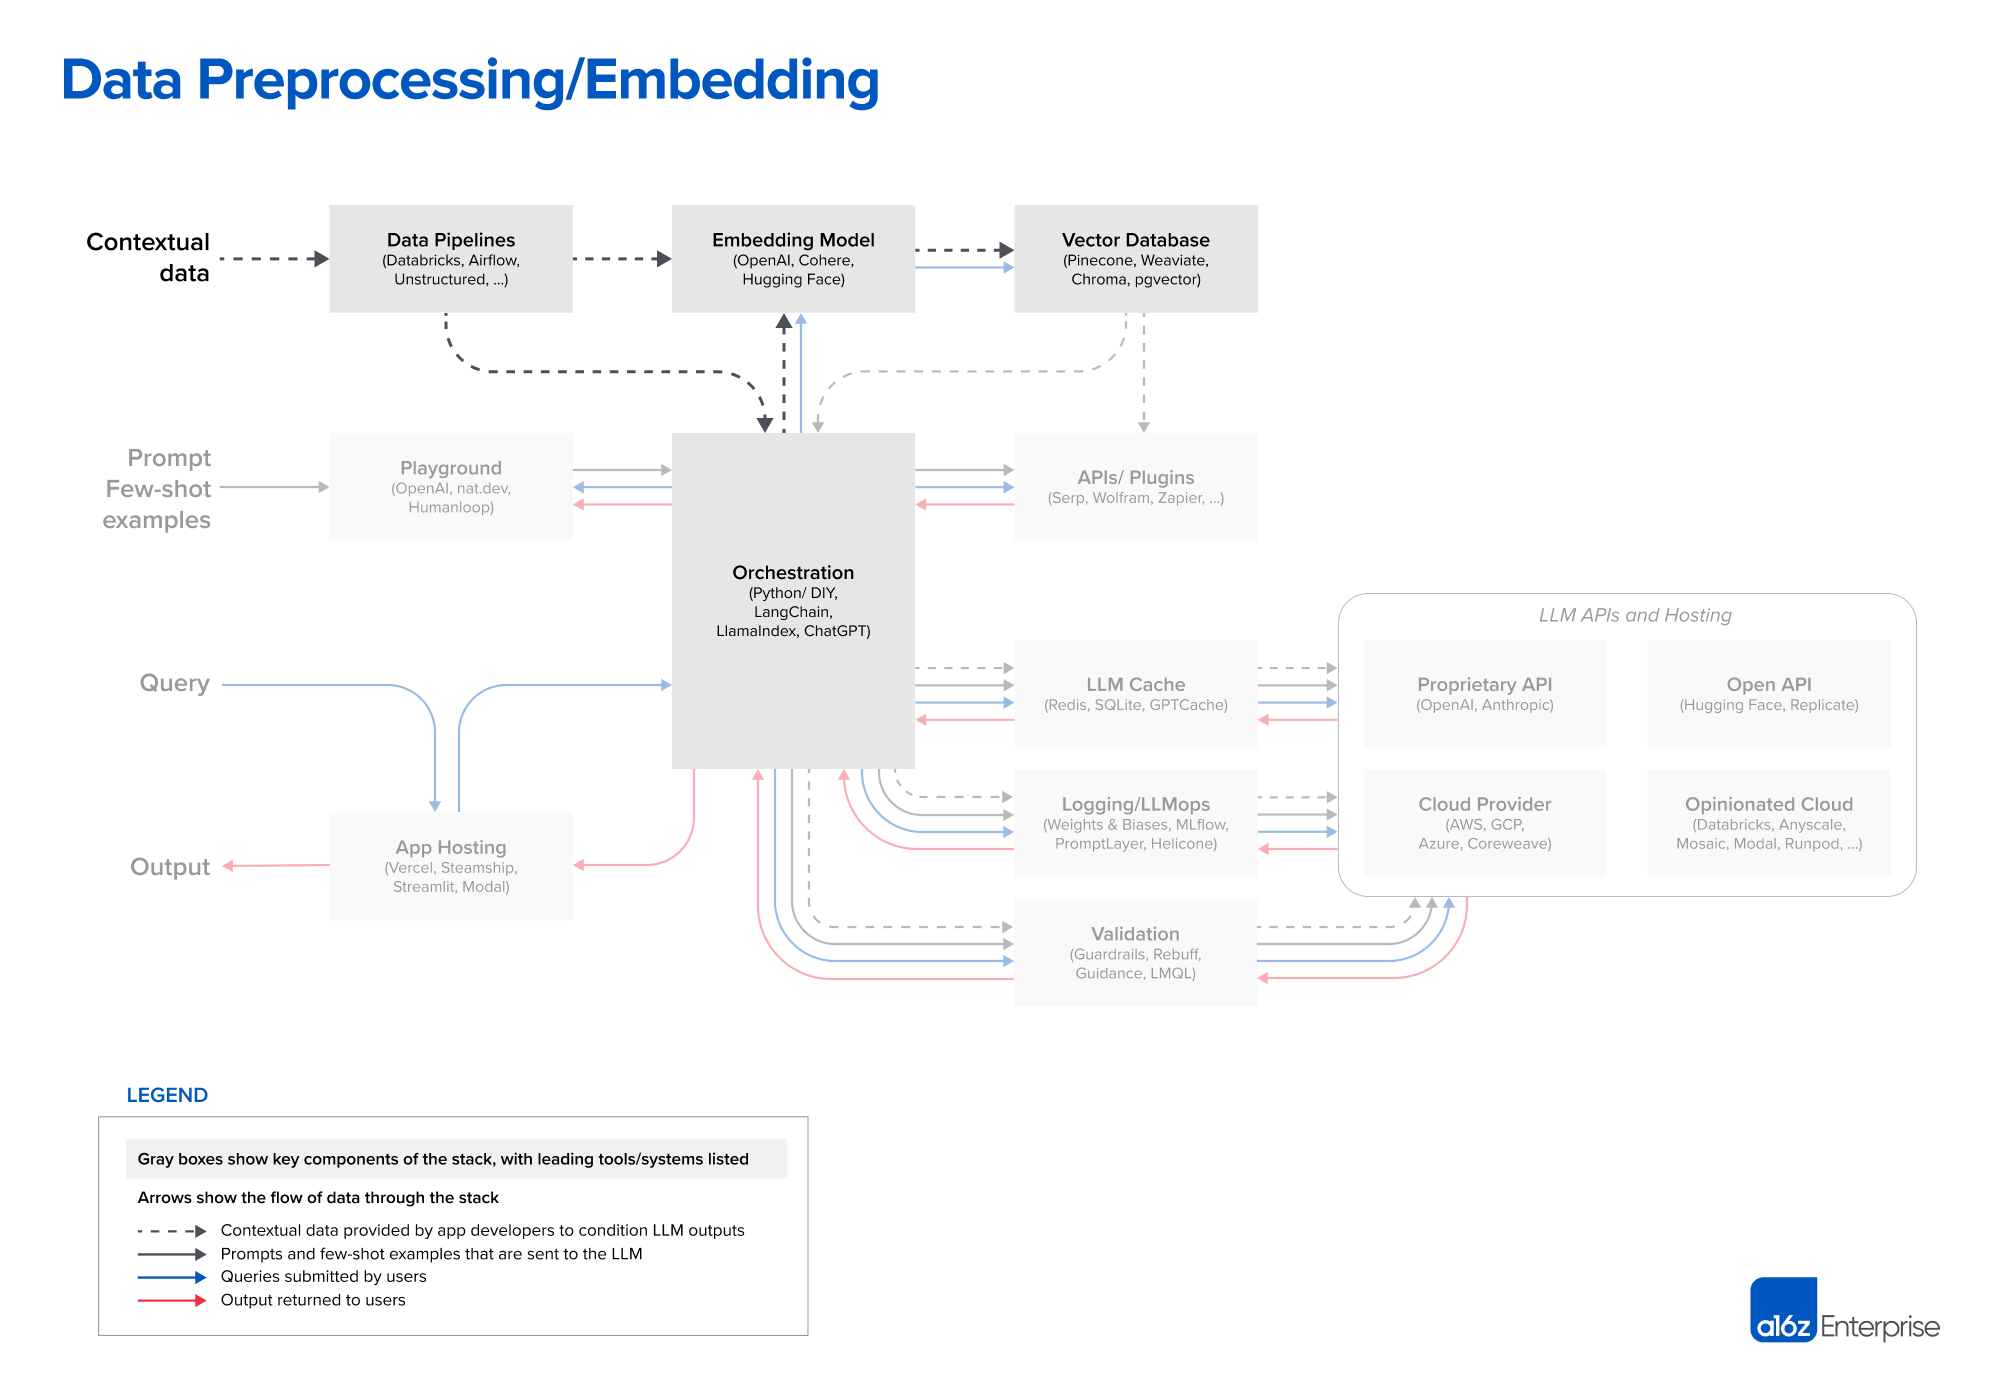 Data Preprocessing/Embedding
Contextual
data
Data Pipelines
(Databricks, Airflow,
Unstructured, ...)
Embedding Model
(OpenAI, Cohere,
Hugging Face)
Vector Database
(Pinecone, Weaviate,
Chroma, pgvector)
Prompt
Few-shot
examples
Playground
(OpenAI, nat.dev,
Humanloop)
Orchestration
(Python/ DIY,
LangChain,
LlamaIndex, ChatGPT)
APIs/ Plugins
(Serp, Wolfram, Zapier, ...)
Query
LLM Cache
(Redis, SQLite, GPTCache)
LLM APIs and Hosting
Proprietary API
(OpenAI, Anthropic)
Open API
(Hugging Face, Replicate)
Output
App Hosting
(Vercel, Steamship,
Streamlit, Modal)
Logging/LLMops
(Weights & Biases, MLflow,
PromptLayer, Helicone)
Cloud Provider
(AWS, GCP,
Azure, Coreweave)
Opinionated Cloud
(Databricks, Anyscale,
Mosaic, Modal, Runpod, ...)
Validation
(Guardrails, Rebuff,
Guidance, LMQL)
LEGEND
Gray boxes show key components of the stack, with leading tools/systems listed
Arrows show the flow of data through the stack
Contextual data provided by app developers to condition LLM outputs
Prompts and few-shot examples that are sent to the LLM
Queries submitted by users
Output returned to users
a16z Enterprise